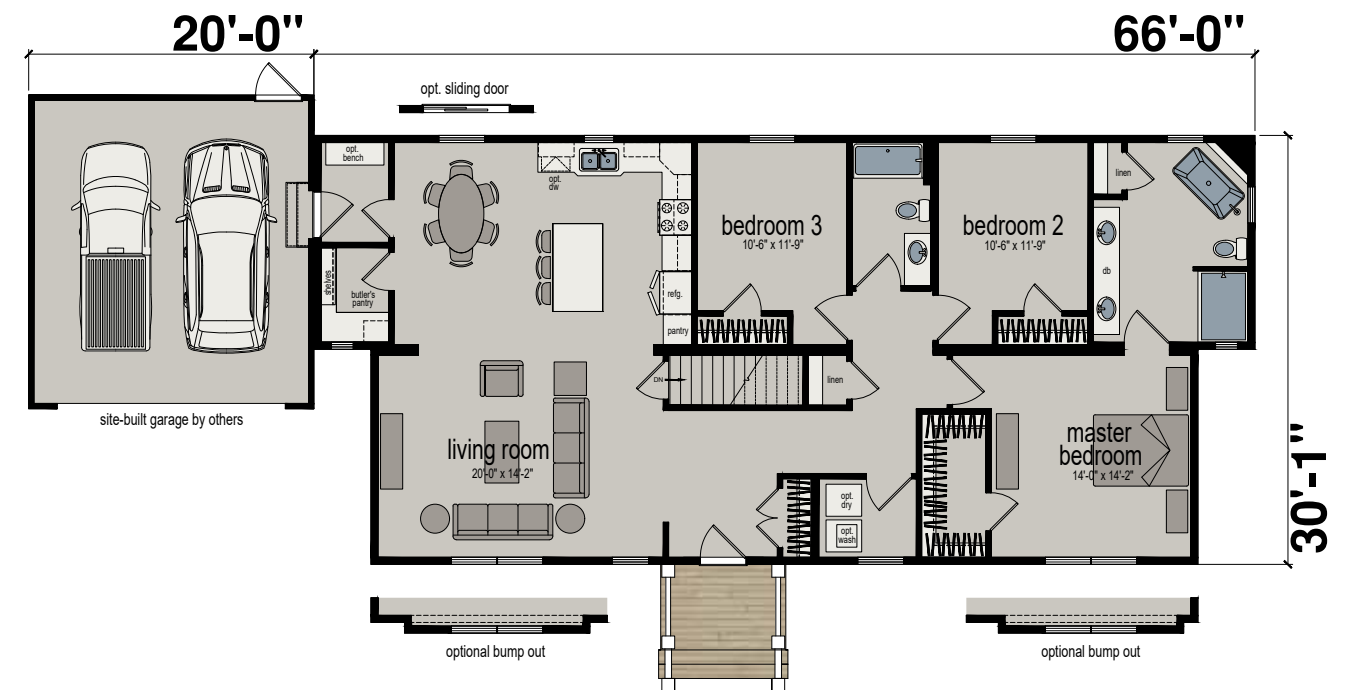 20'-0"
66'-0"
opt. sliding door
opt.
bench
opt.
dw
linen
bedroom 3
10'-6" x 11'-9"
bedroom 2
10'-6" x 11'-9"
db
shelves
butler's
pantry
refg.
pantry
DN
linen
site-built garage by others
living room
20'-0" x 14'-2"
master
bedroom
14'-0" x 14'-2"
30'-1"
opt.
dry
opt.
wash
optional bump out
optional bump out